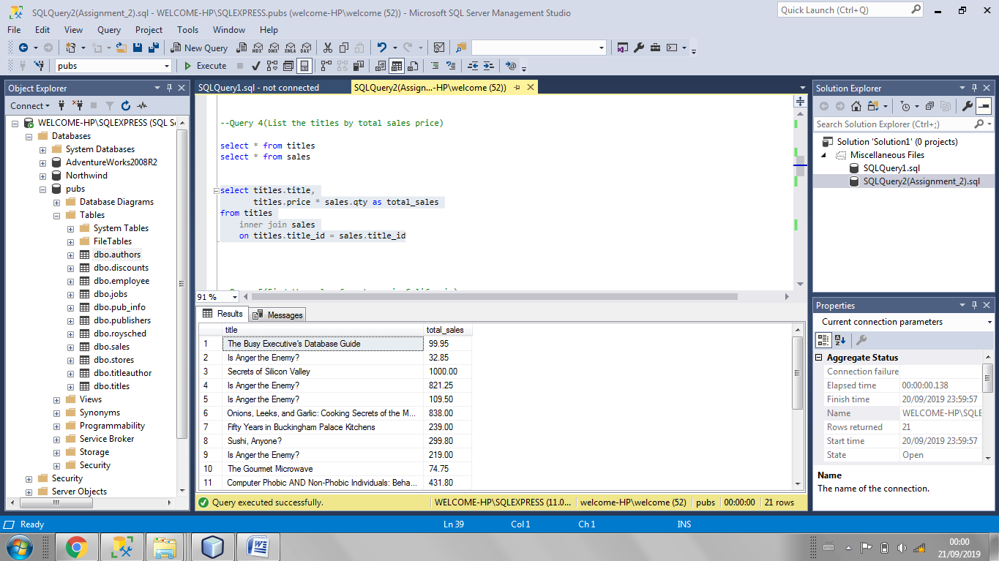 SQLQuery2(Assignment_2).sql - WELCOME-HP\SQLEXPRESS.pubs (welcome-HP\welcome (52)) - Microsoft SQL Server Management Studio
Quick Launch (Ctrl+Q)
File Edit View Query Project Tools Window Help
New Query MDX DMX XMLA DAX
pubs Execute
Object Explorer
Connect
WELCOME-HP\SQLEXPRESS (SQL S
Databases
System Databases
AdventureWorks2008R2
Northwind
pubs
Database Diagrams
Tables
System Tables
FileTables
dbo.authors
dbo.discounts
dbo.employee
dbo.jobs
dbo.pub_info
dbo.publishers
dbo.roysched
dbo.sales
dbo.stores
dbo.titleauthor
dbo.titles
Views
Synonyms
Programmability
Service Broker
Storage
Security
Security
Server Objects
SQLQuery1.sql - not connected
SQLQuery2(Assign...-HP\welcome (52))
--Query 4(List the titles by total sales price)
select * from titles
select * from sales
select titles.title,
titles.price * sales.qty as total_sales
from titles
inner join sales
on titles.title_id = sales.title_id
91 %
Results Messages
title total_sales
1 The Busy Executive's Database Guide 99.95
2 Is Anger the Enemy? 32.85
3 Secrets of Silicon Valley 1000.00
4 Is Anger the Enemy? 821.25
5 Is Anger the Enemy? 109.50
6 Onions, Leeks, and Garlic: Cooking Secrets of the M... 838.00
7 Fifty Years in Buckingham Palace Kitchens 239.00
8 Sushi, Anyone? 299.80
9 Is Anger the Enemy? 219.00
10 The Gourmet Microwave 74.75
11 Computer Phobic AND Non-Phobic Individuals: Beha... 431.80
Query executed successfully. WELCOME-HP\SQLEXPRESS (11.0... welcome-HP\welcome (52) pubs 00:00:00 21 rows
Solution Explorer
Search Solution Explorer (Ctrl+;)
Solution 'Solution1' (0 projects)
Miscellaneous Files
SQLQuery1.sql
SQLQuery2(Assignment_2).sql
Properties
Current connection parameters
Aggregate Status
Connection failure
Elapsed time 00:00:00.138
Finish time 20/09/2019 23:59:57
Name WELCOME-HP\SQLE
Rows returned 21
Start time 20/09/2019 23:59:57
State Open
Name
The name of the connection.
Ready Ln 39 Col 1 Ch 1 INS
00:00
21/09/2019